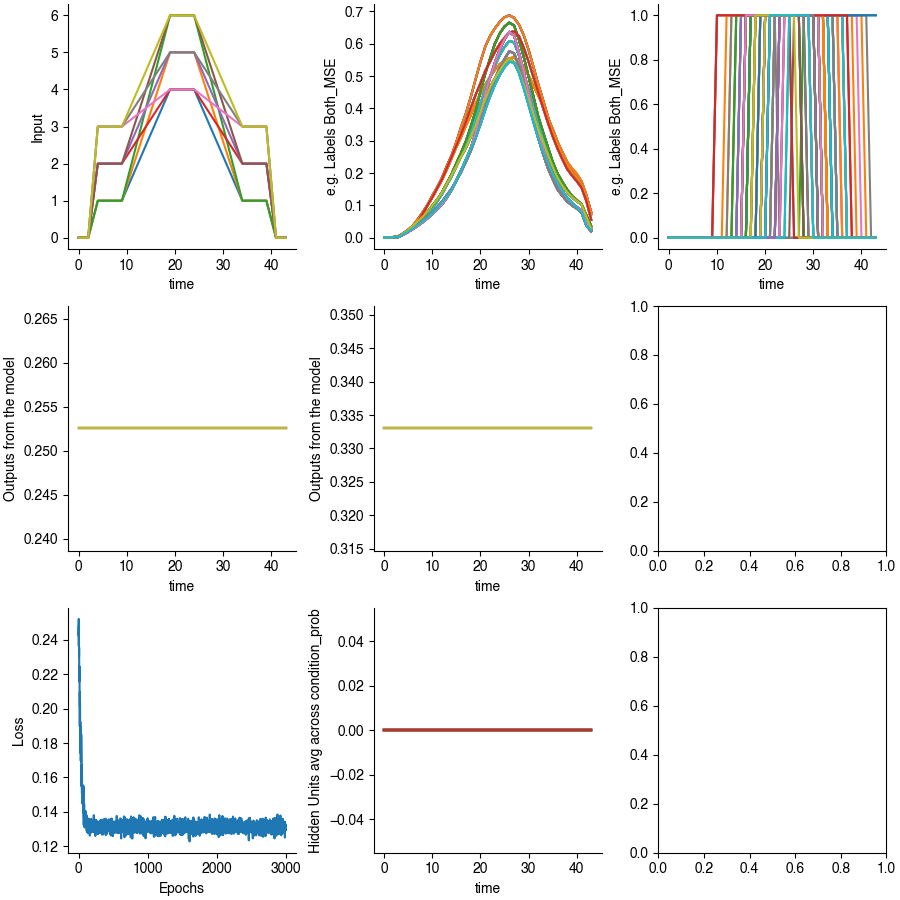 6
5
4
3
2
1
0
Input
0 10 20 30 40
time
0.7
0.6
0.5
0.4
0.3
0.2
0.1
0.0
e.g. Labels Both_MSE
0 10 20 30 40
time
1.0
0.8
0.6
0.4
0.2
0.0
e.g. Labels Both_MSE
0 20 40
time
0.265
0.260
0.255
0.250
0.245
0.240
Outputs from the model
0 10 20 30 40
time
0.350
0.345
0.340
0.335
0.330
0.325
0.320
0.315
Outputs from the model
0 10 20 30 40
time
1.0
0.8
0.6
0.4
0.2
0.0
0.0 0.2 0.4 0.6 0.8 1.0
0.24
0.22
0.20
0.18
0.16
0.14
0.12
Loss
0 1000 2000 3000
Epochs
0.04
0.02
0.00
−0.02
−0.04
Hidden Units avg across condition_prob
0 10 20 30 40
time
1.0
0.8
0.6
0.4
0.2
0.0
0.0 0.2 0.4 0.6 0.8 1.0